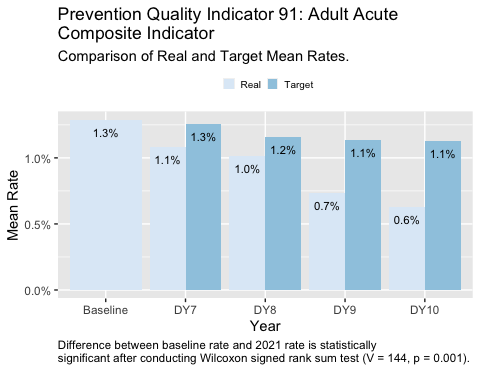 Prevention Quality Indicator 91: Adult Acute
Composite Indicator
Comparison of Real and Target Mean Rates.
Real Target
Mean Rate
1.0%
0.5%
0.0%
1.3%
1.1%
1.3%
1.0%
1.2%
0.7%
1.1%
0.6%
1.1%
Baseline DY7 DY8 DY9 DY10
Year
Difference between baseline rate and 2021 rate is statistically
significant after conducting Wilcoxon signed rank sum test (V = 144, p = 0.001).